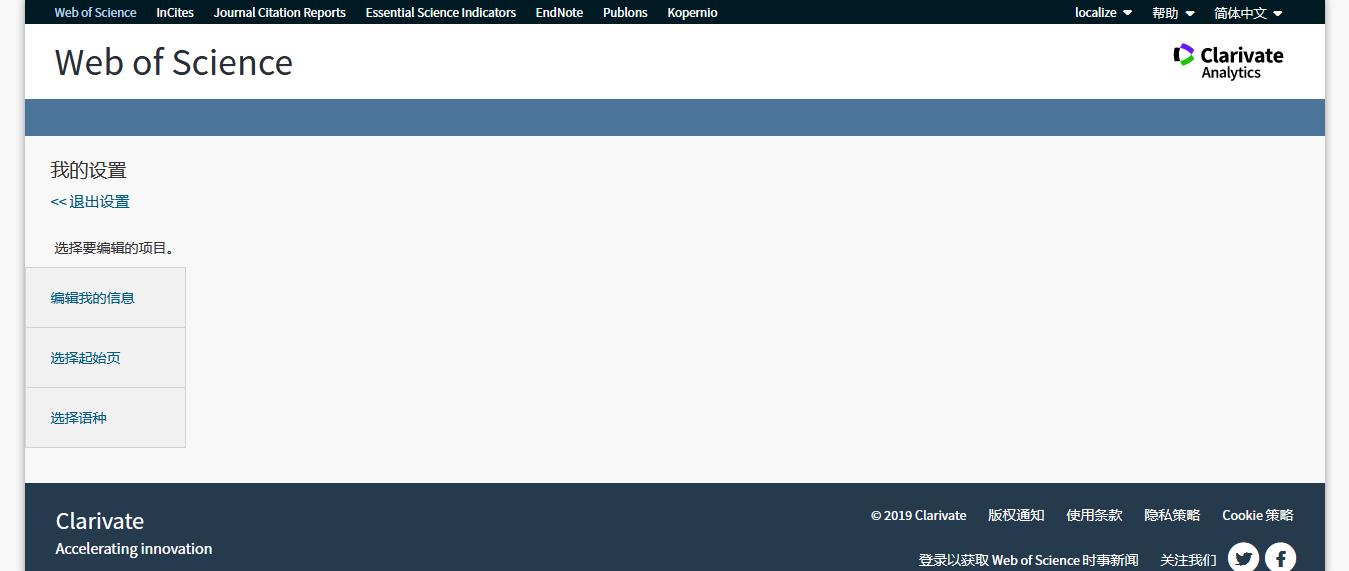 Web of Science InCites Journal Citation Reports Essential Science Indicators EndNote Publons Kopernio localize 帮助 简体中文
Web of Science
Clarivate
Analytics
我的设置
<< 退出设置
选择要编辑的项目。
编辑我的信息
选择起始页
选择语种
Clarivate
Accelerating innovation
© 2019 Clarivate 版权通知 使用条款 隐私策略 Cookie 策略
登录以获取 Web of Science 时事新闻 关注我们